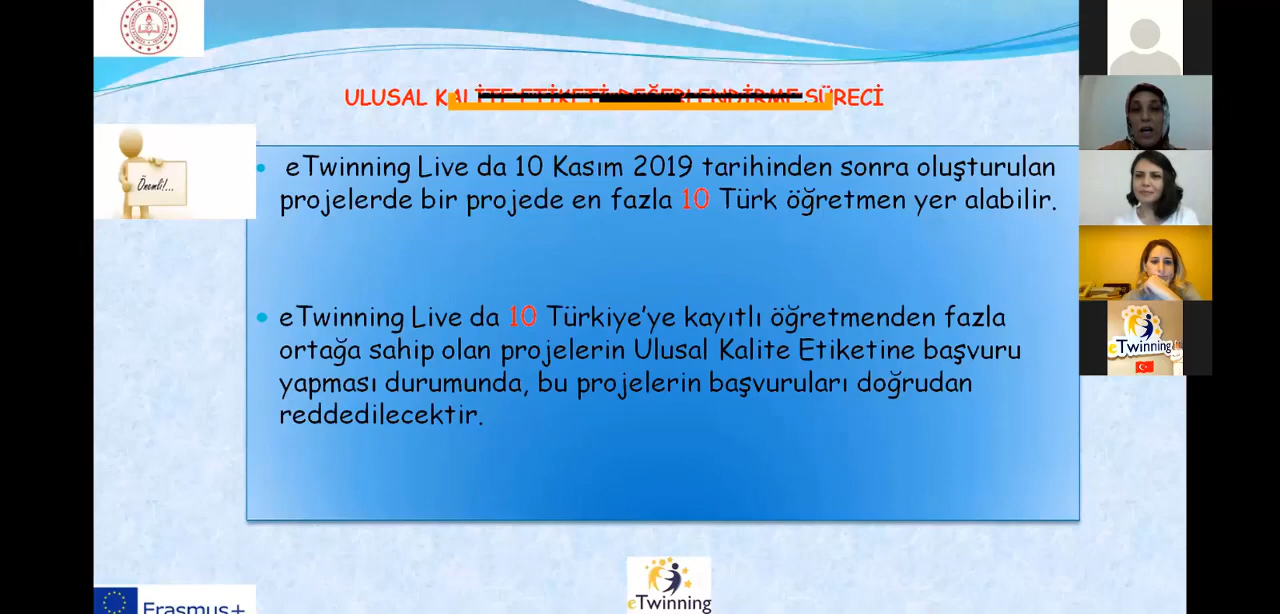 ULUSAL KALİTE ETİKETİ DEĞERLENDİRME SÜRECİ
Önemli!...
eTwinning Live da 10 Kasım 2019 tarihinden sonra oluşturulan
projelerde bir projede en fazla 10 Türk öğretmen yer alabilir.
eTwinning Live da 10 Türkiye'ye kayıtlı öğretmenden fazla
ortağa sahip olan projelerin Ulusal Kalite Etiketine başvuru
yapması durumunda, bu projelerin başvuruları doğrudan
reddedilecektir.
eTwinning
Erasmus+
eTwinning